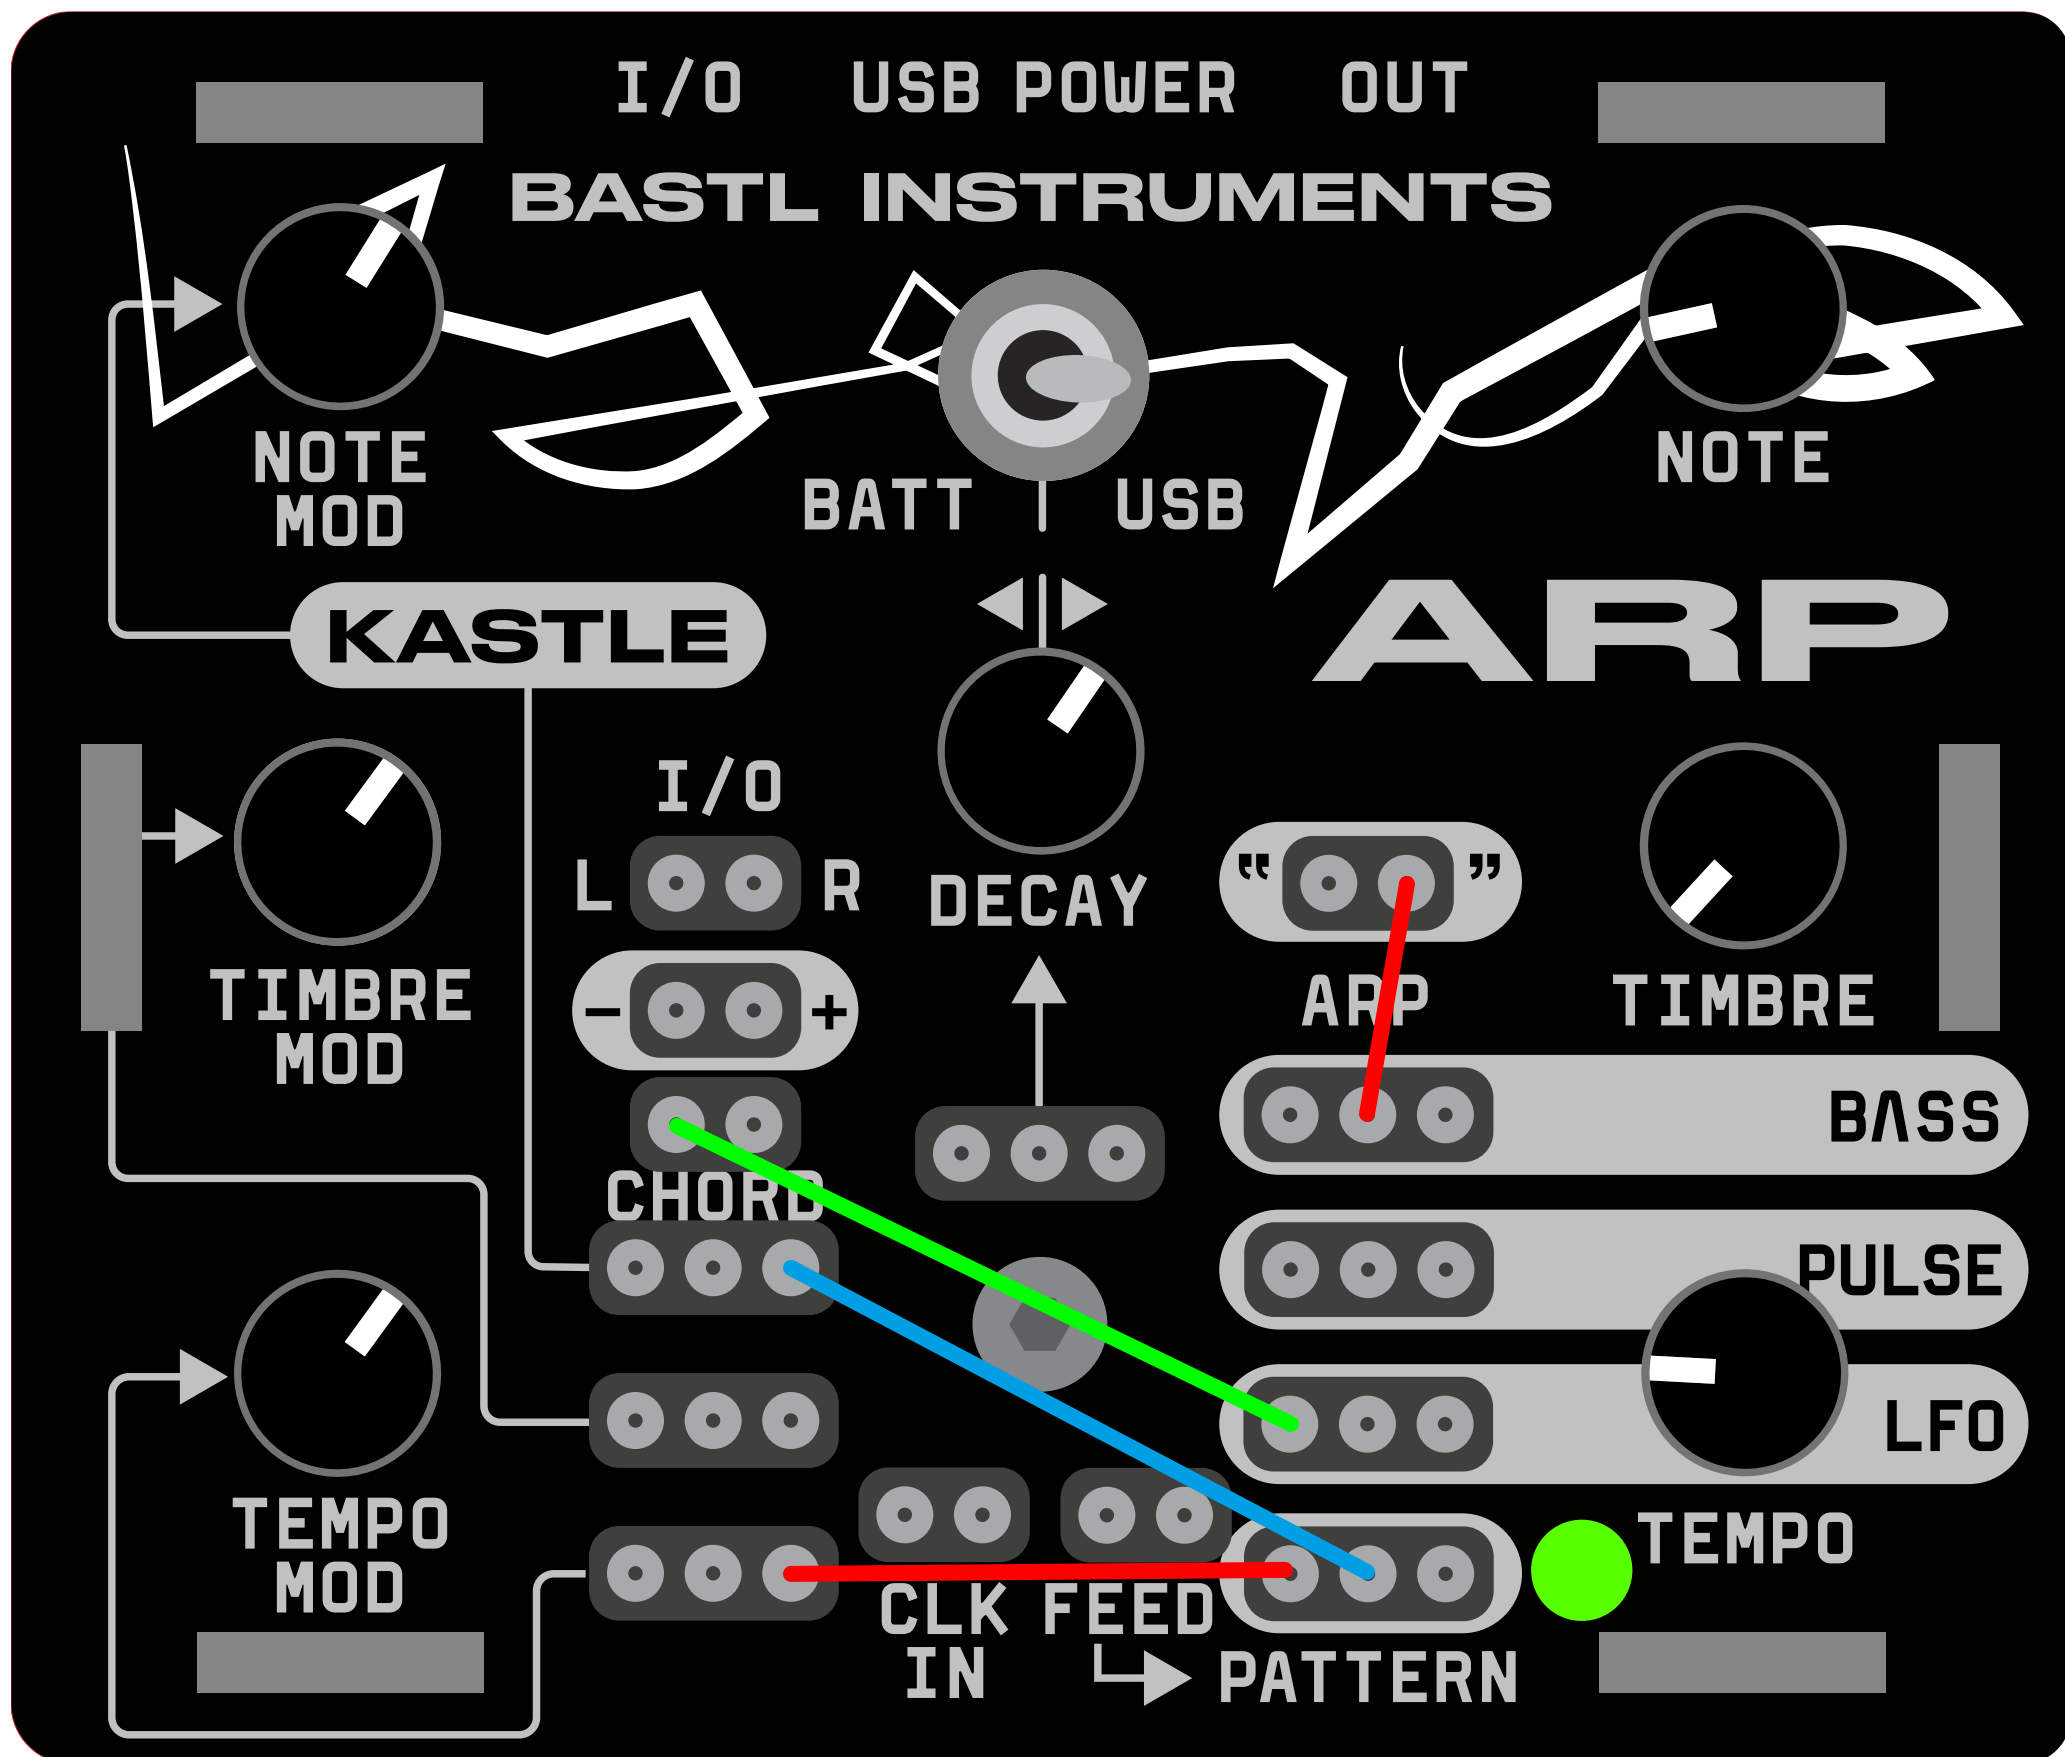 I/O USB POWER OUT
BASTL INSTRUMENTS
NOTE
MOD
BATT USB
NOTE
KASTLE
ARP
I/O
L R
DECAY
" "
TIMBRE
MOD
- +
ARP
TIMBRE
CHORD
BASS
PULSE
LFO
TEMPO
MOD
CLK
IN
FEED
PATTERN
TEMPO